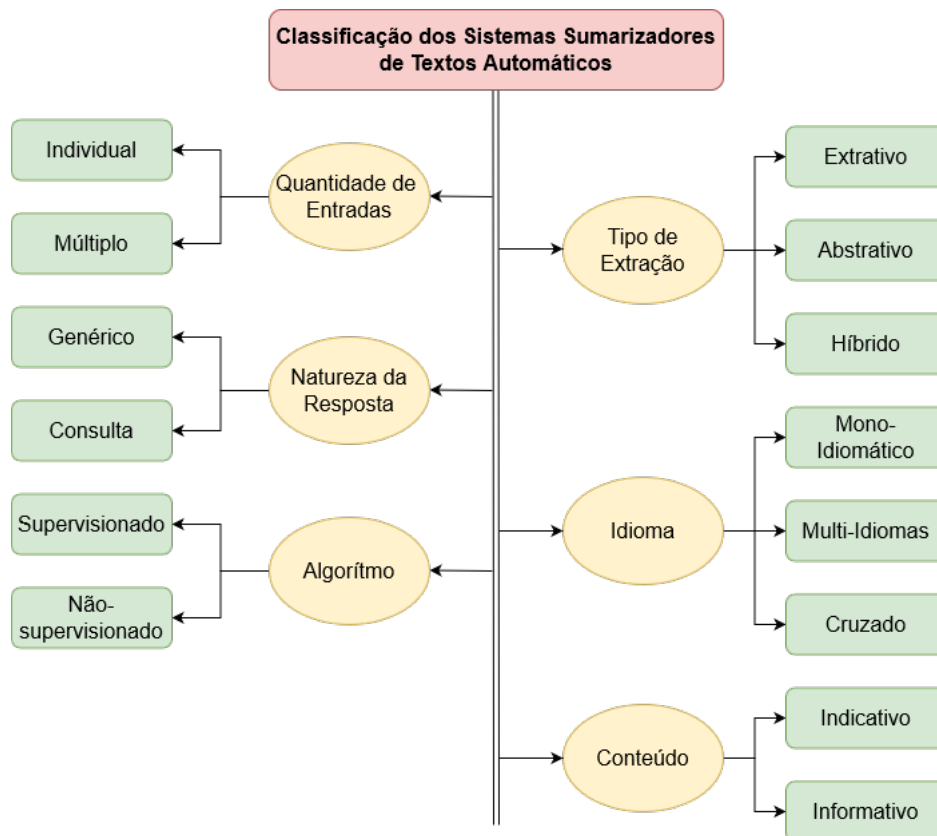 Classificação dos Sistemas Sumarizadores
de Textos Automáticos
Quantidade de
Entradas
Individual
Múltiplo
Natureza da
Resposta
Genérico
Consulta
Algorítmo
Supervisionado
Não-
supervisionado
Tipo de
Extração
Extrativo
Abstrativo
Híbrido
Idioma
Mono-
Idiomático
Multi-Idiomas
Cruzado
Conteúdo
Indicativo
Informativo